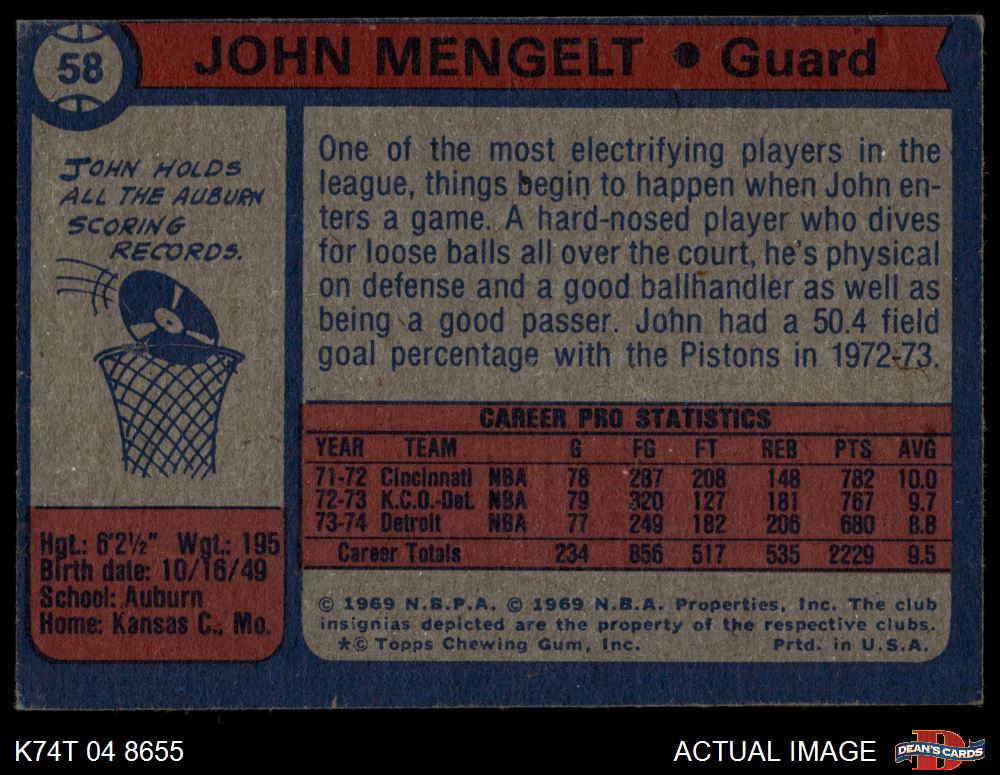 58
JOHN MENGELT • Guard
JOHN HOLDS
ALL THE AUBURN
SCORING
RECORDS.
One of the most electrifying players in the
league, things begin to happen when John en-
ters a game. A hard-nosed player who dives
for loose balls all over the court, he's physical
on defense and a good ballhandler as well as
being a good passer. John had a 50.4 field
goal percentage with the Pistons in 1972-73.
CAREER PRO STATISTICS
YEAR TEAM G FG FT REB PTS AVG
71-72 Cincinnati NBA 78 287 208 148 782 10.0
72-73 K.C.O.-Det. NBA 79 320 127 181 767 9.7
73-74 Detroit NBA 77 249 182 206 680 8.8
Career Totals 234 856 517 535 2229 9.5
Hgt.: 6'2½" Wgt.: 195
Birth date: 10/16/49
School: Auburn
Home: Kansas C., Mo.
© 1969 N.B.P.A. © 1969 N.B.A. Properties, Inc. The club
insignias depicted are the property of the respective clubs.
*© Topps Chewing Gum, Inc. Prtd. in U.S.A.
K74T 04 8655
ACTUAL IMAGE
D
DEAN'S CARDS